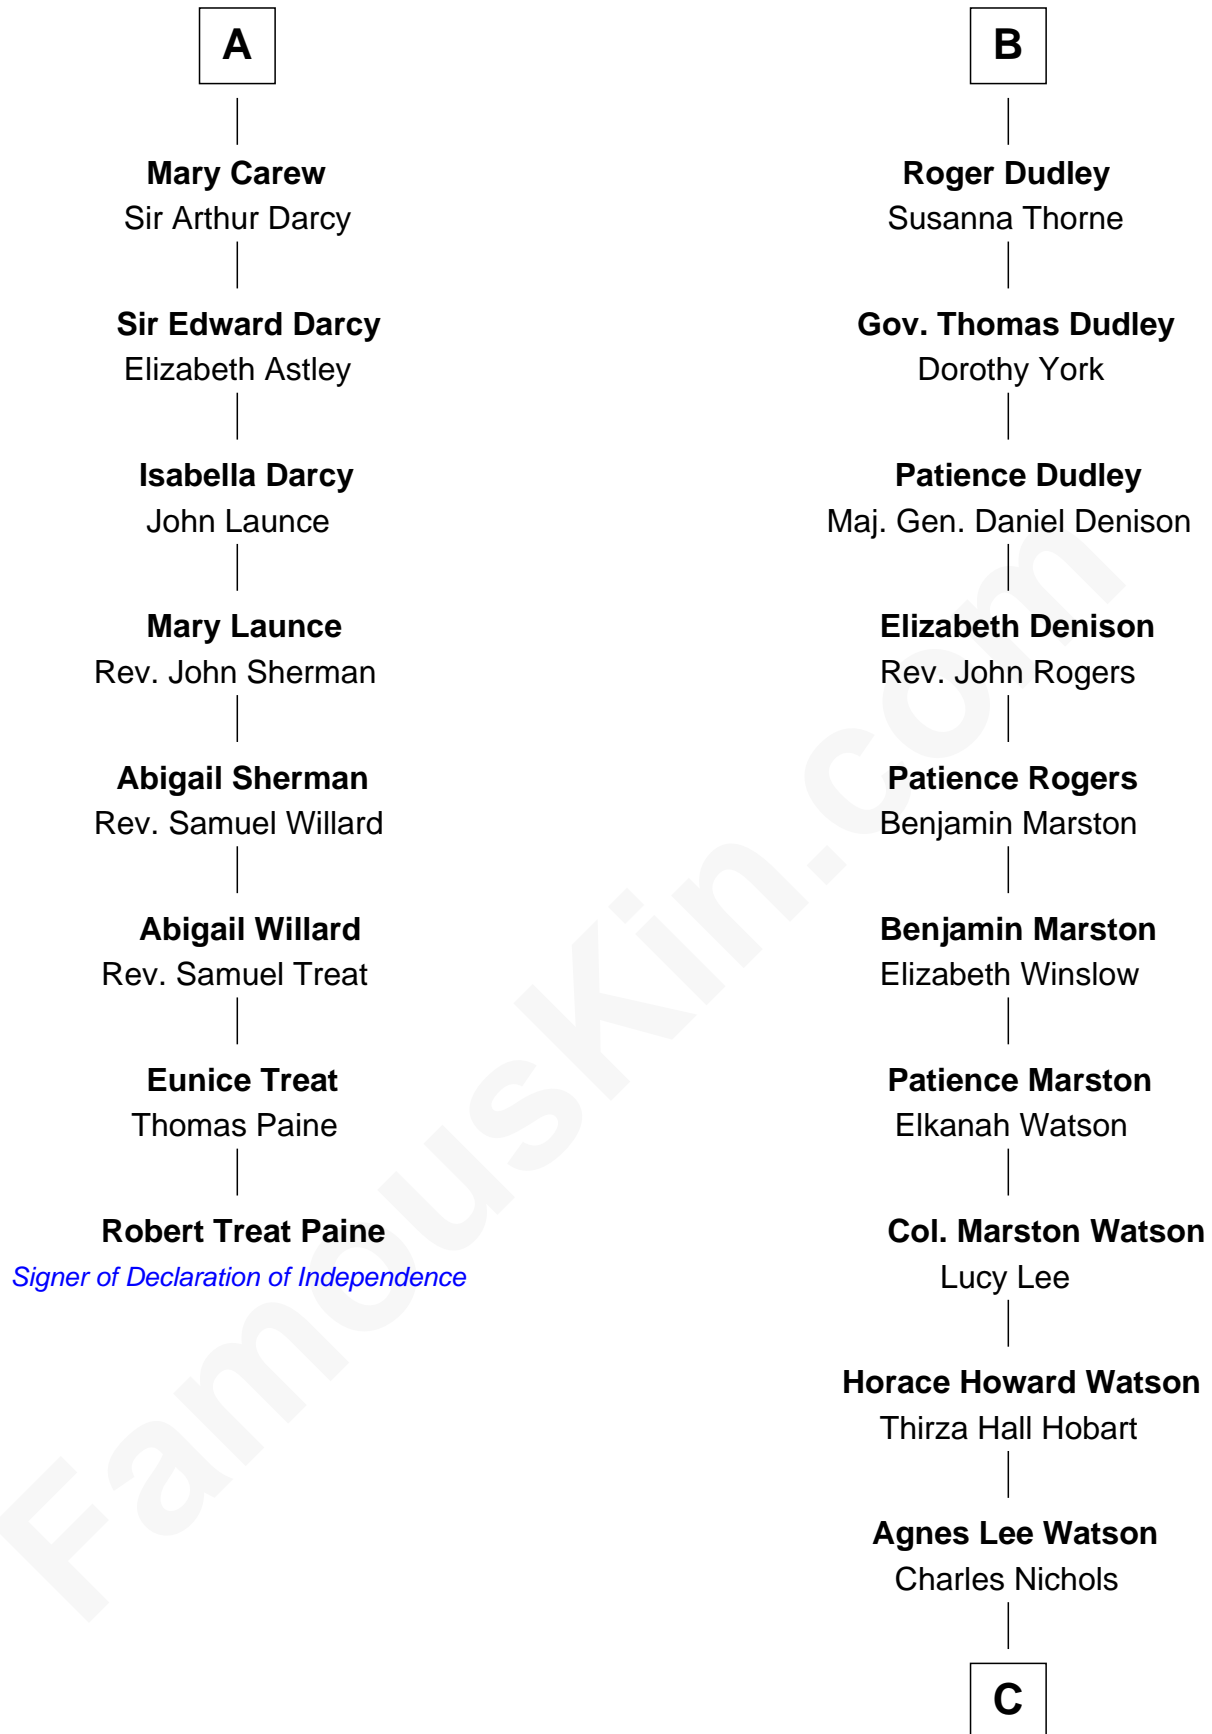 A
Mary Carew
Sir Arthur Darcy
Sir Edward Darcy
Elizabeth Astley
Isabella Darcy
John Launce
Mary Launce
Rev. John Sherman
Abigail Sherman
Rev. Samuel Willard
Abigail Willard
Rev. Samuel Treat
Eunice Treat
Thomas Paine
Robert Treat Paine
Signer of Declaration of Independence
B
Roger Dudley
Susanna Thorne
Gov. Thomas Dudley
Dorothy York
Patience Dudley
Maj. Gen. Daniel Denison
Elizabeth Denison
Rev. John Rogers
Patience Rogers
Benjamin Marston
Benjamin Marston
Elizabeth Winslow
Patience Marston
Elkanah Watson
Col. Marston Watson
Lucy Lee
Horace Howard Watson
Thirza Hall Hobart
Agnes Lee Watson
Charles Nichols
C
FamousKin.com